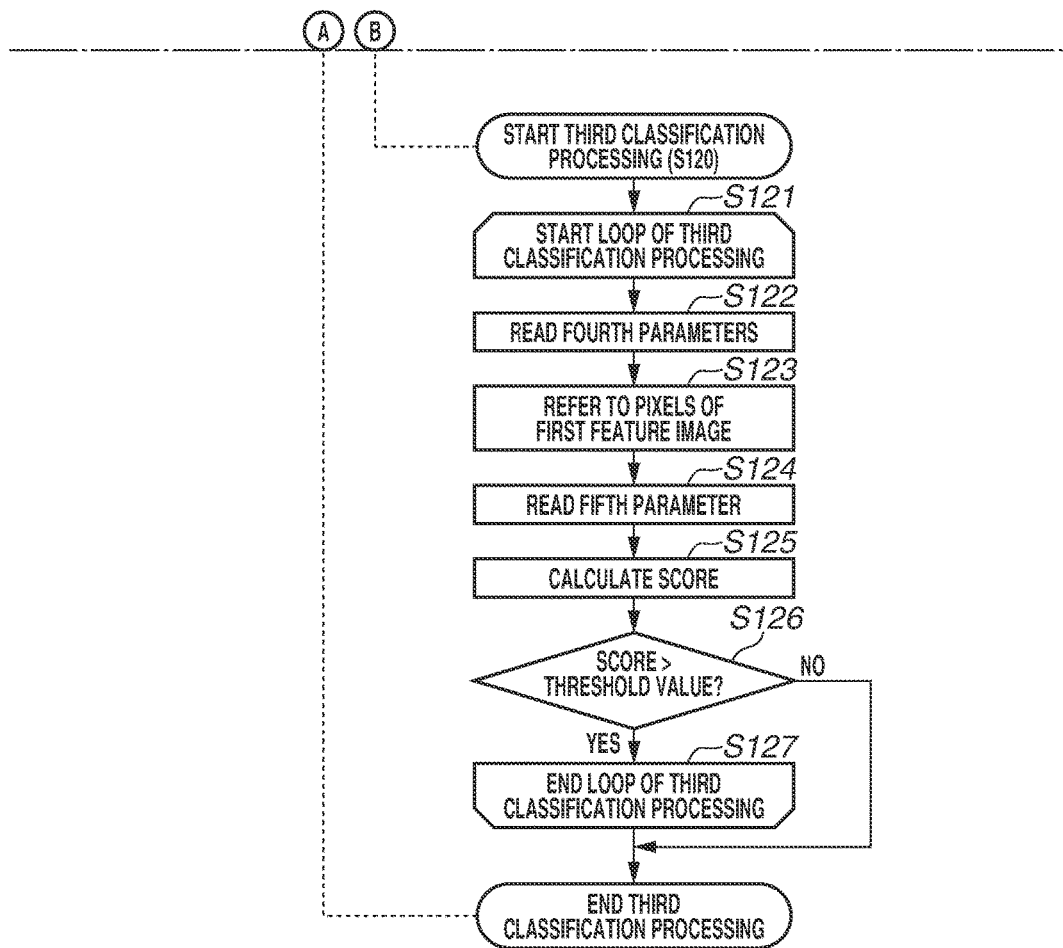 A B
START THIRD CLASSIFICATION
PROCESSING (S120)
S121
START LOOP OF THIRD
CLASSIFICATION PROCESSING
S122
READ FOURTH PARAMETERS
S123
REFER TO PIXELS OF
FIRST FEATURE IMAGE
S124
READ FIFTH PARAMETER
S125
CALCULATE SCORE
S126
SCORE >
THRESHOLD VALUE?
NO
YES
S127
END LOOP OF THIRD
CLASSIFICATION PROCESSING
END THIRD
CLASSIFICATION PROCESSING